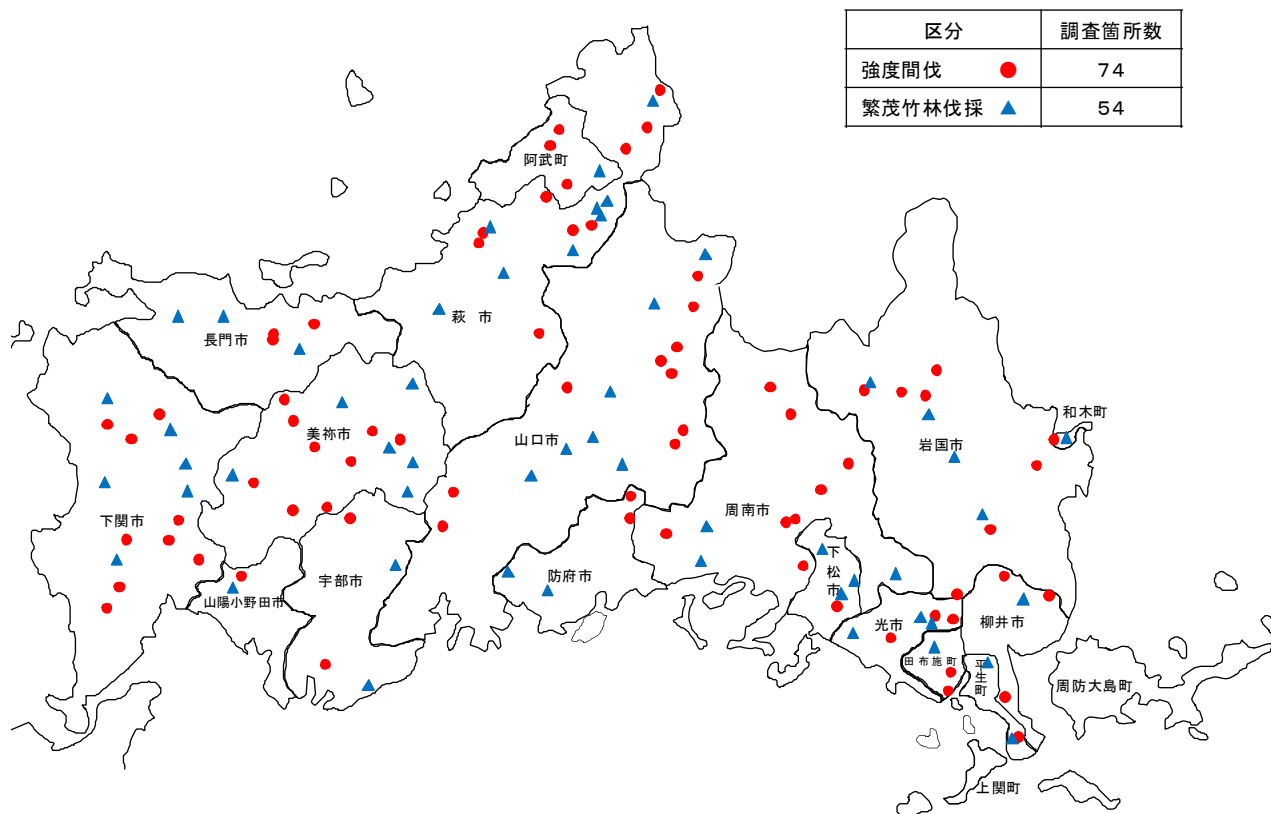 区分 調査箇所数
強度間伐 74
繁茂竹林伐採 54
阿武町
萩市
長門市
和木町
美祢市
山口市
岩国市
下関市
周南市
下松市
宇部市
防府市
山陽小野田市
光市
柳井市
田布施町
平生町
周防大島町
上関町